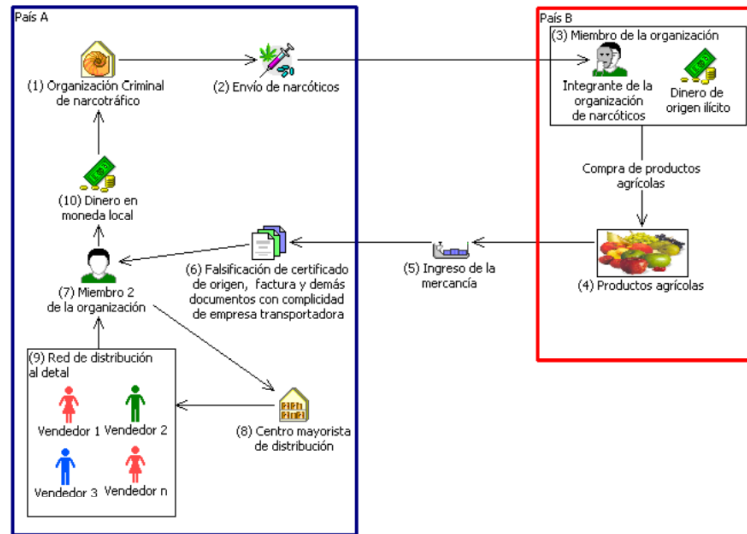 País A
País B
(3) Miembro de la organización
(1) Organización Criminal
de narcotráfico
(2) Envío de narcóticos
Integrante de la
organización
de narcóticos
Dinero de
origen ilícito
Compra de productos
agrícolas
(10) Dinero en
moneda local
(7) Miembro 2
de la organización
(6) Falsificación de certificado
de origen, factura y demás
documentos con complicidad
de empresa transportadora
(5) Ingreso de la
mercancía
(4) Productos agrícolas
(9) Red de distribución
al detal
Vendedor 1
Vendedor 2
Vendedor 3
Vendedor n
(8) Centro mayorista
de distribución